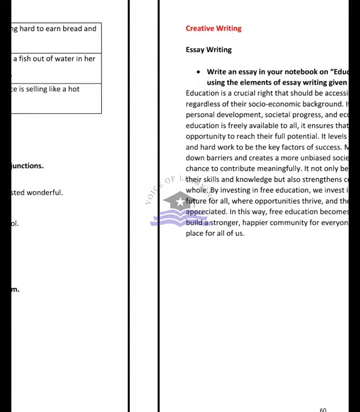 ng hard to earn bread and
a fish out of water in her
ce is selling like a hot
junctions.
sted wonderful.
ol.
m.
Creative Writing
Essay Writing
• Write an essay in your notebook on "Educ
using the elements of essay writing given
Education is a crucial right that should be accessi
regardless of their socio-economic background. I
personal development, societal progress, and eco
education is freely available to all, it ensures that
opportunity to reach their full potential. It levels
and hard work to be the key factors of success. M
down barriers and creates a more unbiased socie
chance to contribute meaningfully. It not only be
their skills and knowledge but also strengthens c
whole. By investing in free education, we invest i
future for all, where opportunities thrive, and the
appreciated. In this way, free education becomes
build a stronger, happier community for everyon
place for all of us.
VOICE OF
60